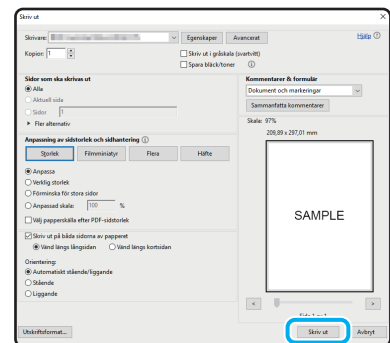 Skriv ut
Skrivare:
Egenskaper
Avancerat
Hjälp
Kopior: 1
Skriv ut i gråskala (svartvitt)
Spara bläck/toner
Sidor som ska skrivas ut
Alla
Aktuell sida
Sidor 1
Fler alternativ
Kommentarer & formulär
Dokument och markeringar
Sammanfatta kommentarer
Skala: 97%
209,89 x 297,01 mm
Anpassning av sidstorlek och sidhantering
Storlek
Filmminiatyr
Flera
Häfte
Anpassa
Verklig storlek
Förminska för stora sidor
Anpassad skala: 100 %
Välj papperskälla efter PDF-sidstorlek
Skriv ut på båda sidorna av papperet
Vänd längs långsidan
Vänd längs kortsidan
Orientering:
Automatiskt stående/liggande
Stående
Liggande
SAMPLE
<
>
Utskriftsformat...
Skriv ut
Avbryt